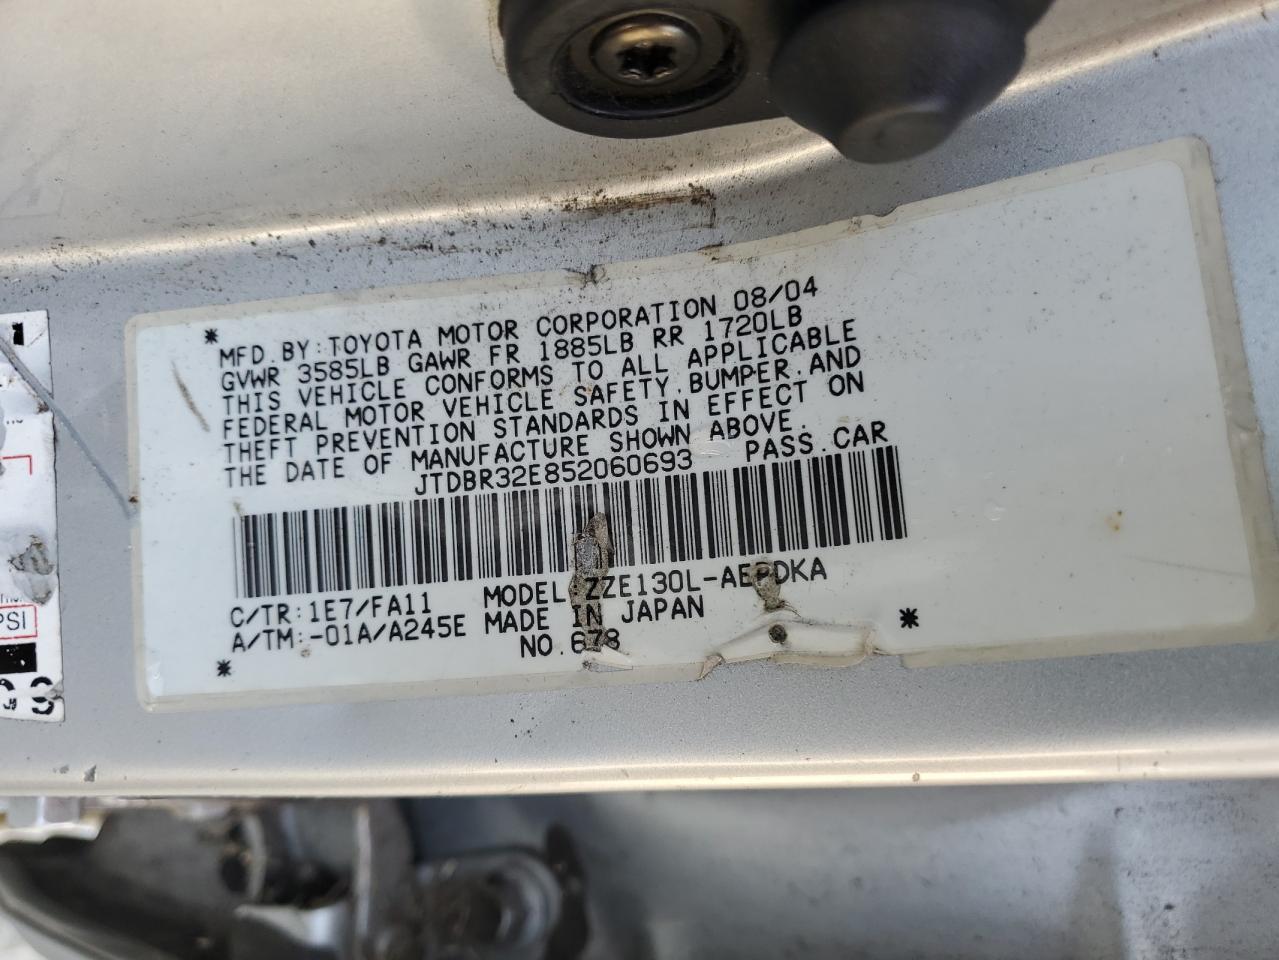 * MFD.BY:TOYOTA MOTOR CORPORATION 08/04
GVWR 3585LB GAWR FR 1885LB RR 1720LB
THIS VEHICLE CONFORMS TO ALL APPLICABLE
FEDERAL MOTOR VEHICLE SAFETY,BUMPER,AND
THEFT PREVENTION STANDARDS IN EFFECT ON
THE DATE OF MANUFACTURE SHOWN ABOVE.
JTDBR32E852060693 PASS.CAR
C/TR:1E7/FA11 MODEL:ZZE130L-AEPDKA
A/TM:-01A/A245E MADE IN JAPAN
* NO.678 *
PSI